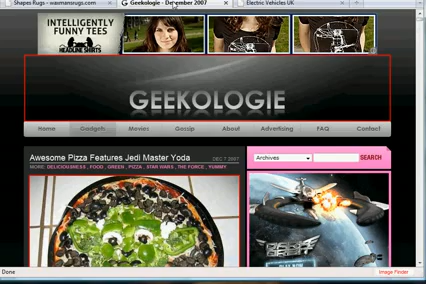 Shapes Rugs - waxmansrugs.com
Geekologie - December 2007
Electric Vehicles UK
INTELLIGENTLY
FUNNY TEES
HEADLINE SHIRTS
GEEKOLOGIE
Home Gadgets Movies Gossip About Advertising FAQ Contact
Awesome Pizza Features Jedi Master Yoda DEC 7 2007
MORE: DELICIOUSNESS , FOOD , GREEN , PIZZA , STAR WARS , THE FORCE , YUMMY
Archives SEARCH
Done Image Finder